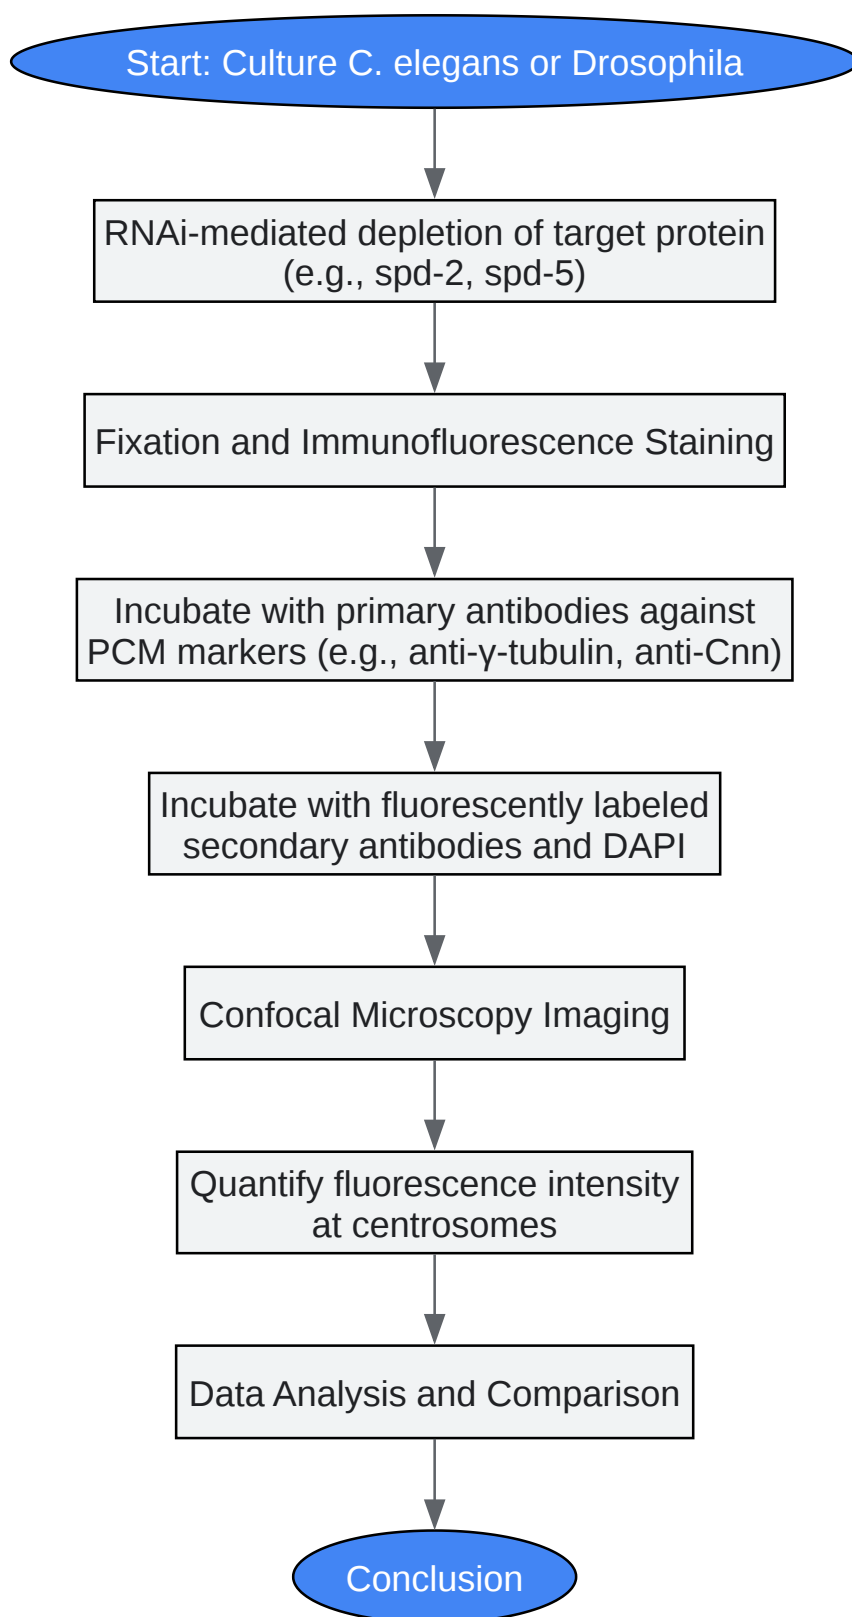 Start: Culture C. elegans or Drosophila
RNAi-mediated depletion of target protein
(e.g., spd-2, spd-5)
Fixation and Immunofluorescence Staining
Incubate with primary antibodies against
PCM markers (e.g., anti-γ-tubulin, anti-Cnn)
Incubate with fluorescently labeled
secondary antibodies and DAPI
Confocal Microscopy Imaging
Quantify fluorescence intensity
at centrosomes
Data Analysis and Comparison
Conclusion